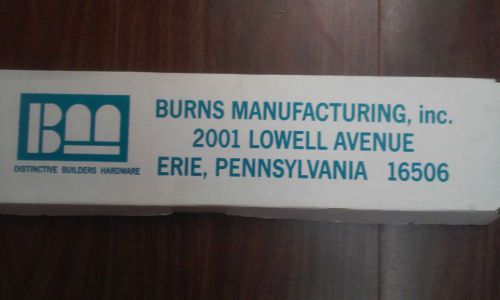 BM
DISTINCTIVE BUILDERS HARDWARE
BURNS MANUFACTURING, inc.
2001 LOWELL AVENUE
ERIE, PENNSYLVANIA 16506